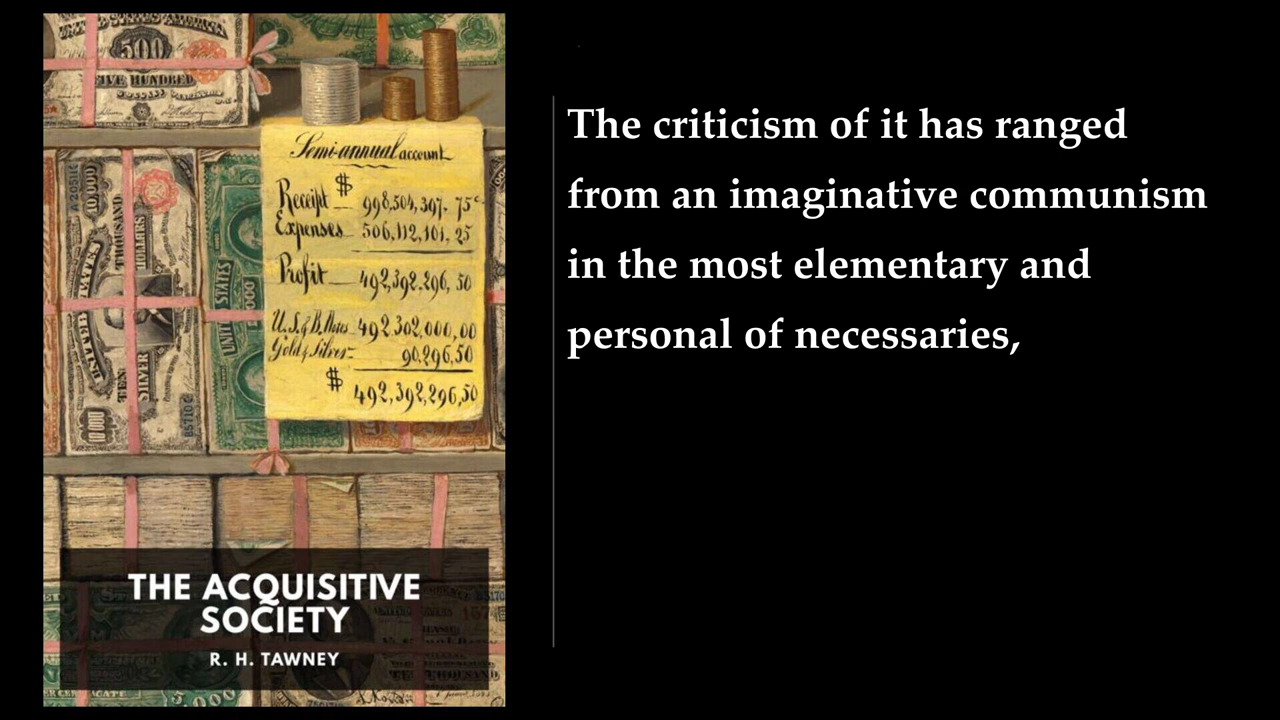 500
FIVE HUNDRED
Semi-annual account
Receipt $ 998,504,397. 75c
Expenses 506,112,101, 25
Profit 492,392,296, 50
U.S. & B. Notes 492,302,000,00
Gold & Silver 90,296,50
$ 492,392,296,50
THE ACQUISITIVE
SOCIETY
R. H. TAWNEY
The criticism of it has ranged
from an imaginative communism
in the most elementary and
personal of necessaries,